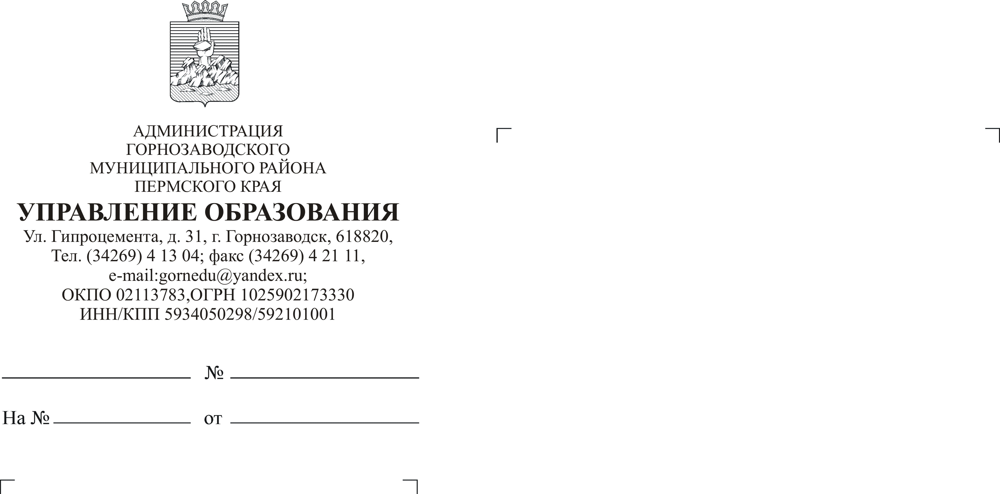 АДМИНИСТРАЦИЯ
ГОРНОЗАВОДСКОГО
МУНИЦИПАЛЬНОГО РАЙОНА
ПЕРМСКОГО КРАЯ
УПРАВЛЕНИЕ ОБРАЗОВАНИЯ
Ул. Гипроцемента, д. 31, г. Горнозаводск, 618820,
Тел. (34269) 4 13 04; факс (34269) 4 21 11,
e-mail:gornedu@yandex.ru;
ОКПО 02113783,ОГРН 1025902173330
ИНН/КПП 5934050298/592101001
№
На № от